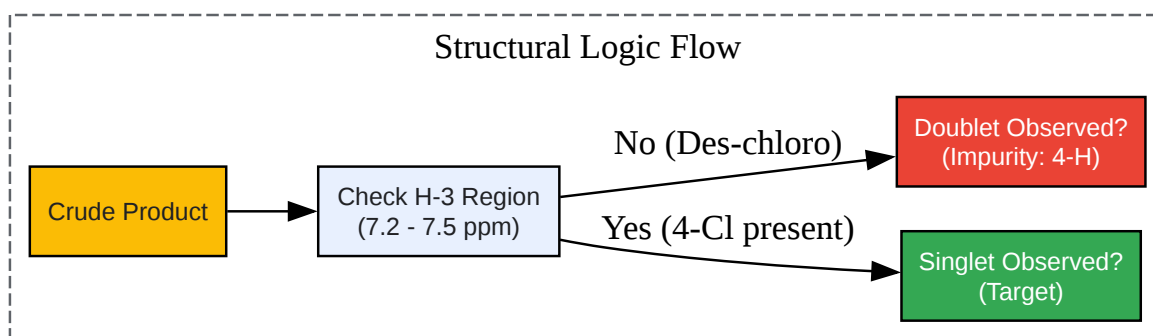 Structural Logic Flow
Crude Product
Check H-3 Region
(7.2 - 7.5 ppm)
No (Des-chloro)
Yes (4-Cl present)
Doublet Observed?
(Impurity: 4-H)
Singlet Observed?
(Target)